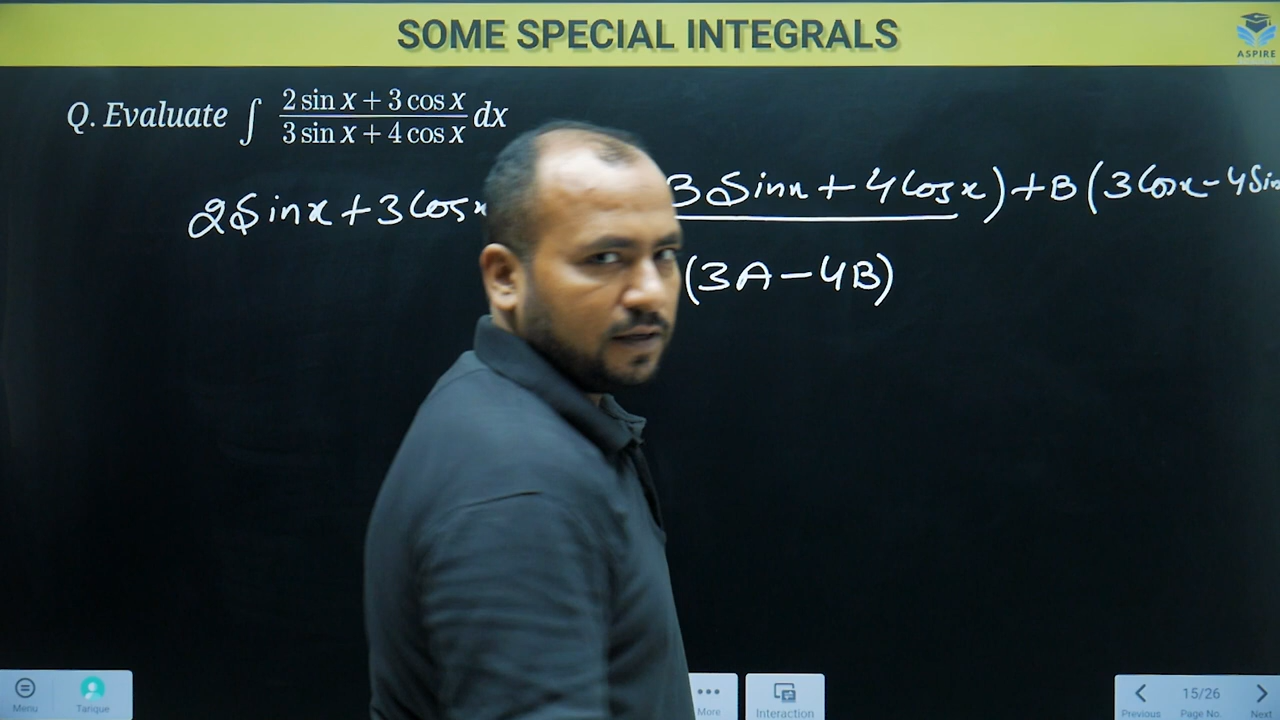 SOME SPECIAL INTEGRALS
ASPIRE
Q. Evaluate ∫ (2 sin x + 3 cos x)/(3 sin x + 4 cos x) dx
2Sinx + 3Cosx 3Sinx + 4Cosx) + B (3Cosx - 4Sin
(3A - 4B)
Menu
Tarique
More
Interaction
Previous
15/26
Page No.
Next